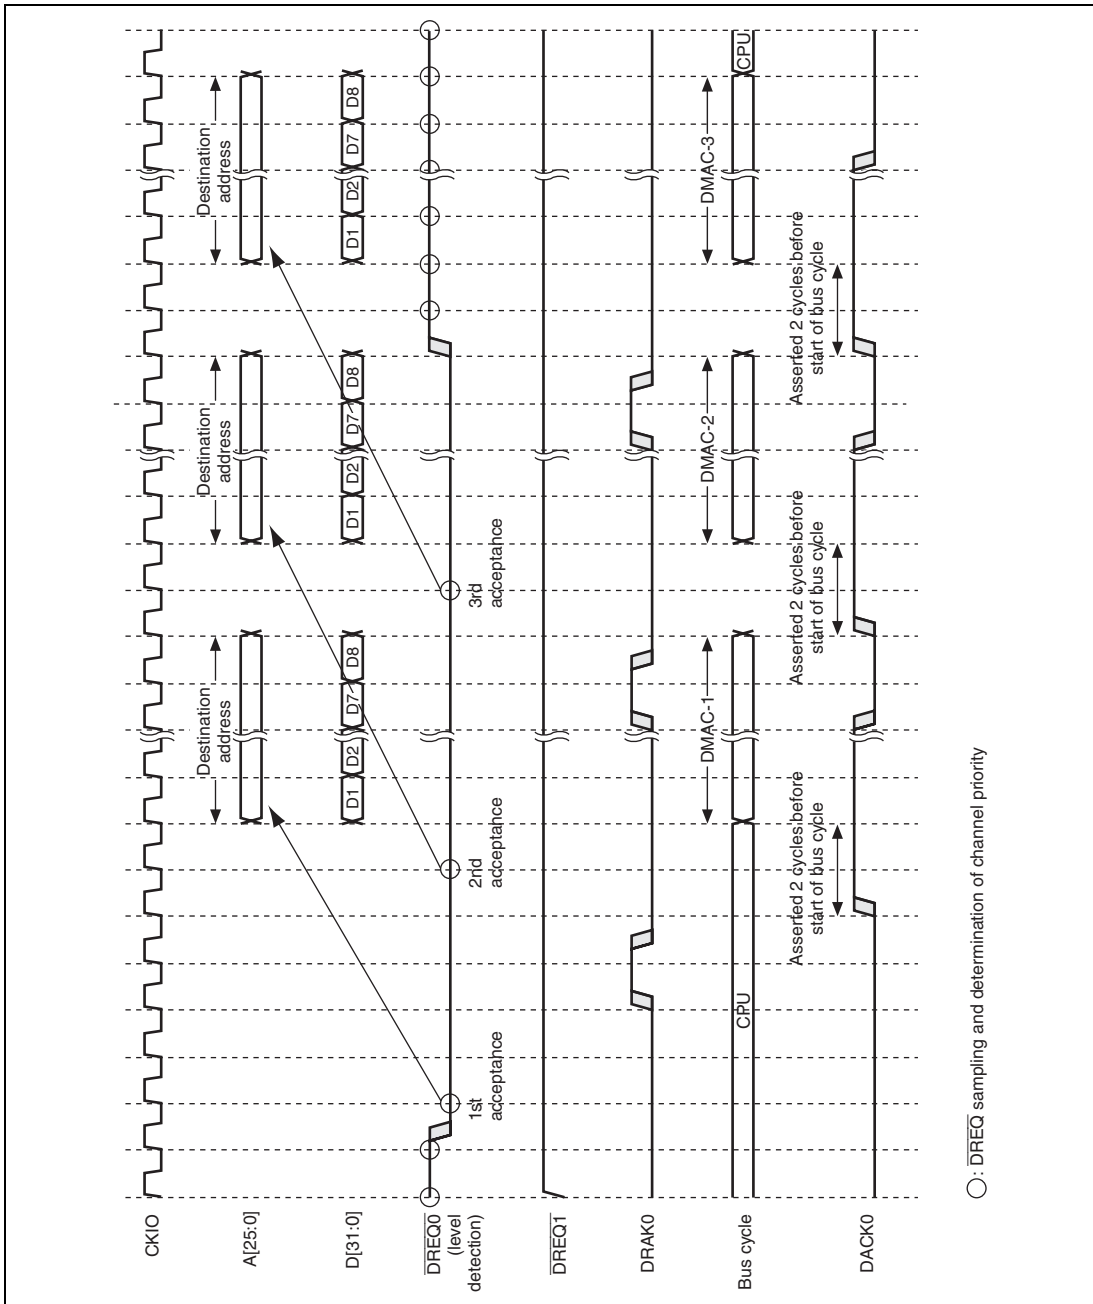 CKIO
A[25:0]
Destination
address
Destination
address
Destination
address
D[31:0]
D1
D2
D7
D8
D1
D2
D7
D8
D1
D2
D7
D8
DREQ0
(level
detection)
1st
acceptance
2nd
acceptance
3rd
acceptance
DREQ1
DRAK0
Bus cycle
CPU
DMAC-1
DMAC-2
DMAC-3
CPU
DACK0
Asserted 2 cycles before
start of bus cycle
Asserted 2 cycles before
start of bus cycle
Asserted 2 cycles before
start of bus cycle
: DREQ sampling and determination of channel priority